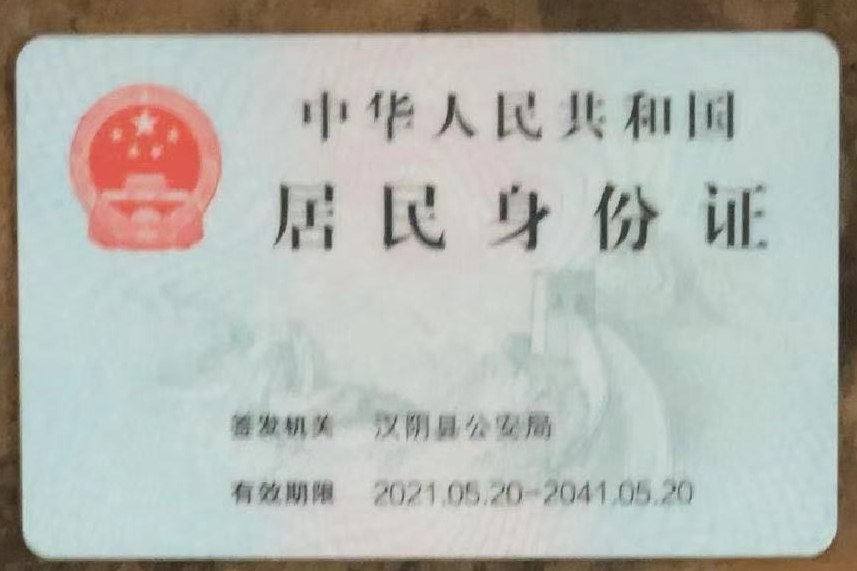 中华人民共和国
居民身份证
签发机关 汉阴县公安局
有效期限 2021.05.20-2041.05.20